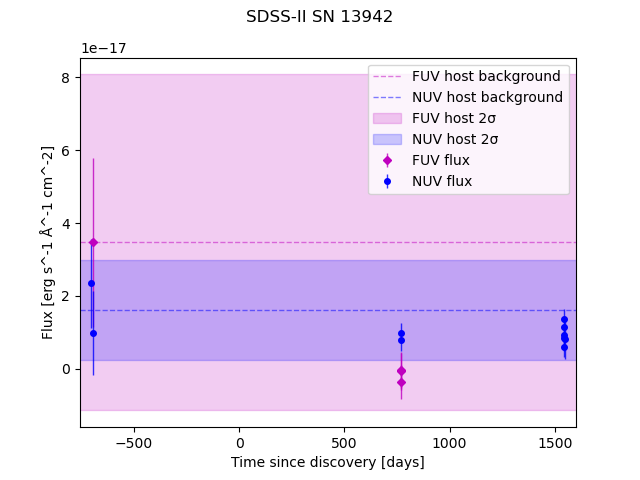 SDSS-II SN 13942
1e−17
FUV host background
NUV host background
FUV host 2σ
NUV host 2σ
FUV flux
NUV flux
8
6
4
2
0
Flux [erg s^-1 Å^-1 cm^-2]
−500
0
500
1000
1500
Time since discovery [days]